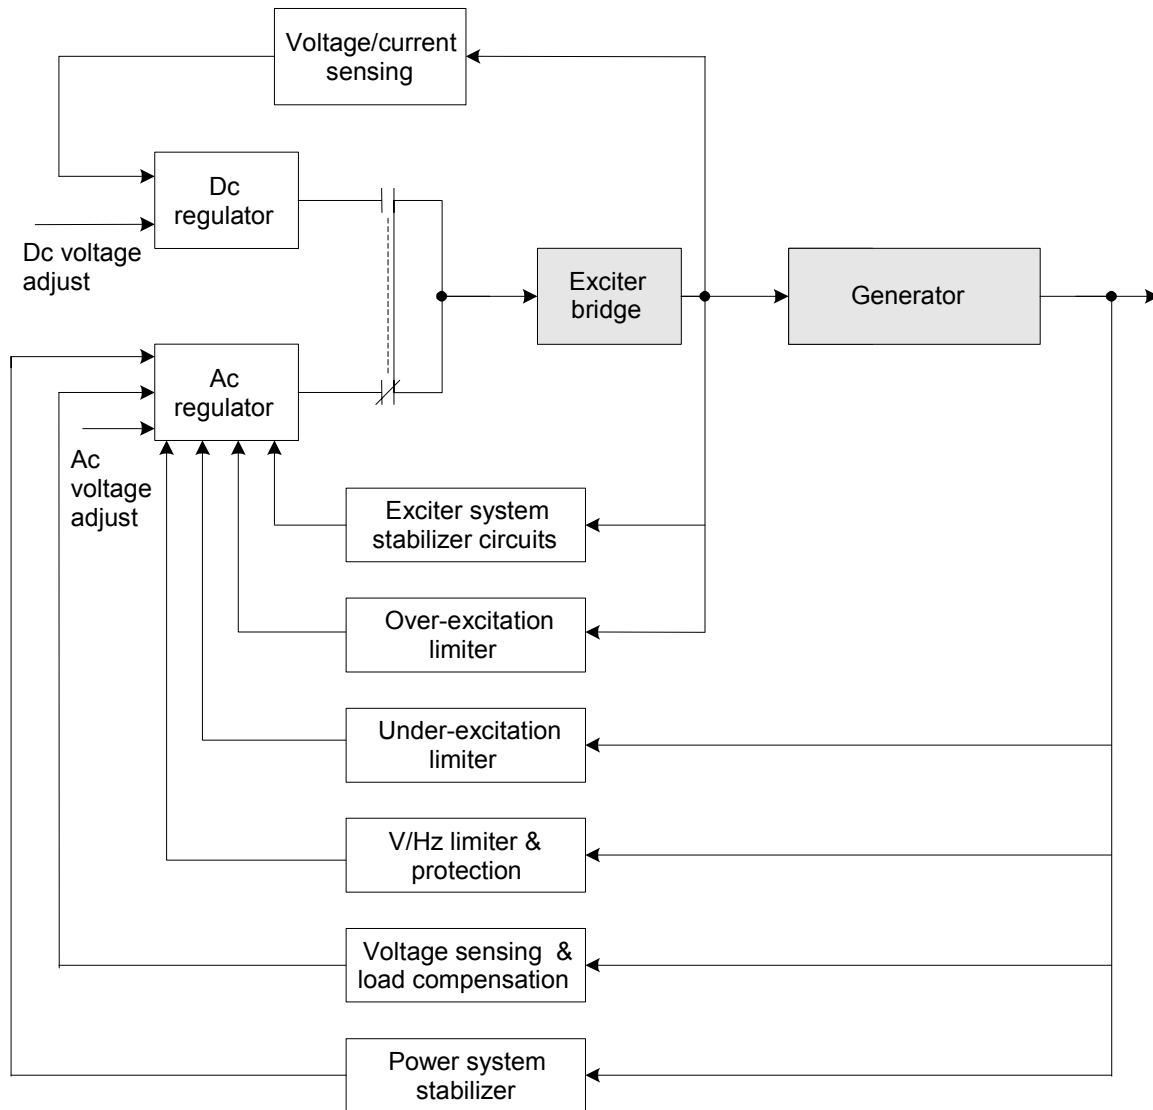 Voltage/current
sensing
Dc
regulator
Dc voltage
adjust
Exciter
bridge
Generator
Ac
regulator
Ac
voltage
adjust
Exciter system
stabilizer circuits
Over-excitation
limiter
Under-excitation
limiter
V/Hz limiter &
protection
Voltage sensing &
load compensation
Power system
stabilizer